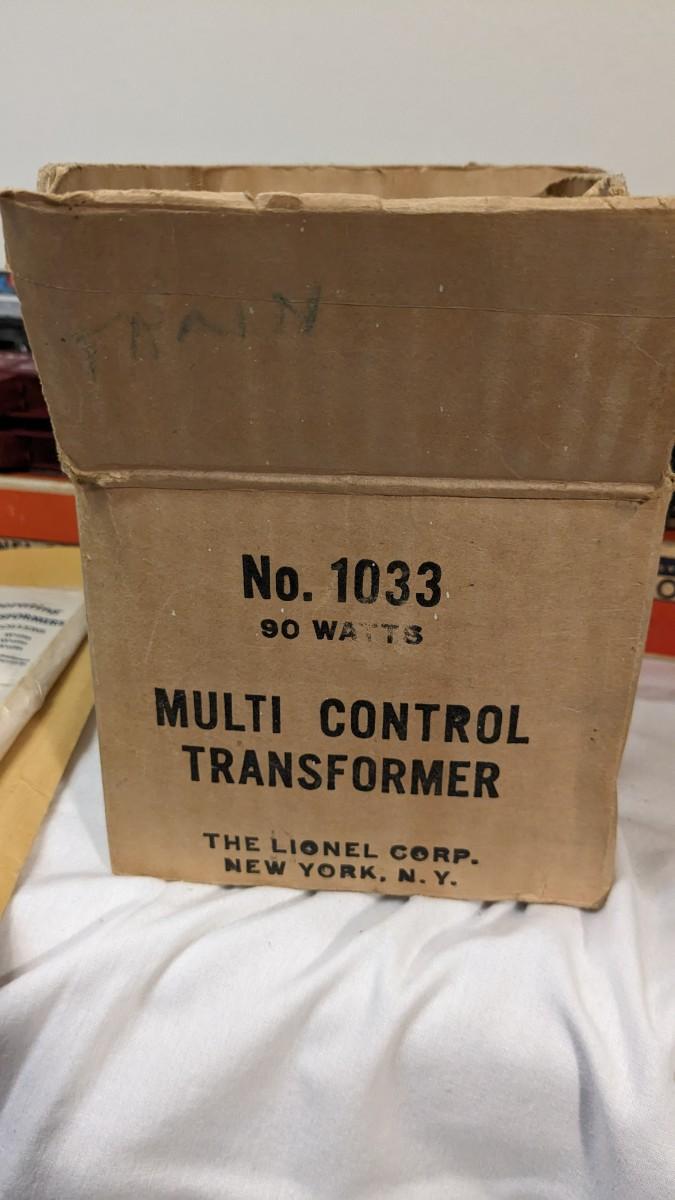 TRAIN
No. 1033
90 WATTS
MULTI CONTROL
TRANSFORMER
THE LIONEL CORP.
NEW YORK, N. Y.